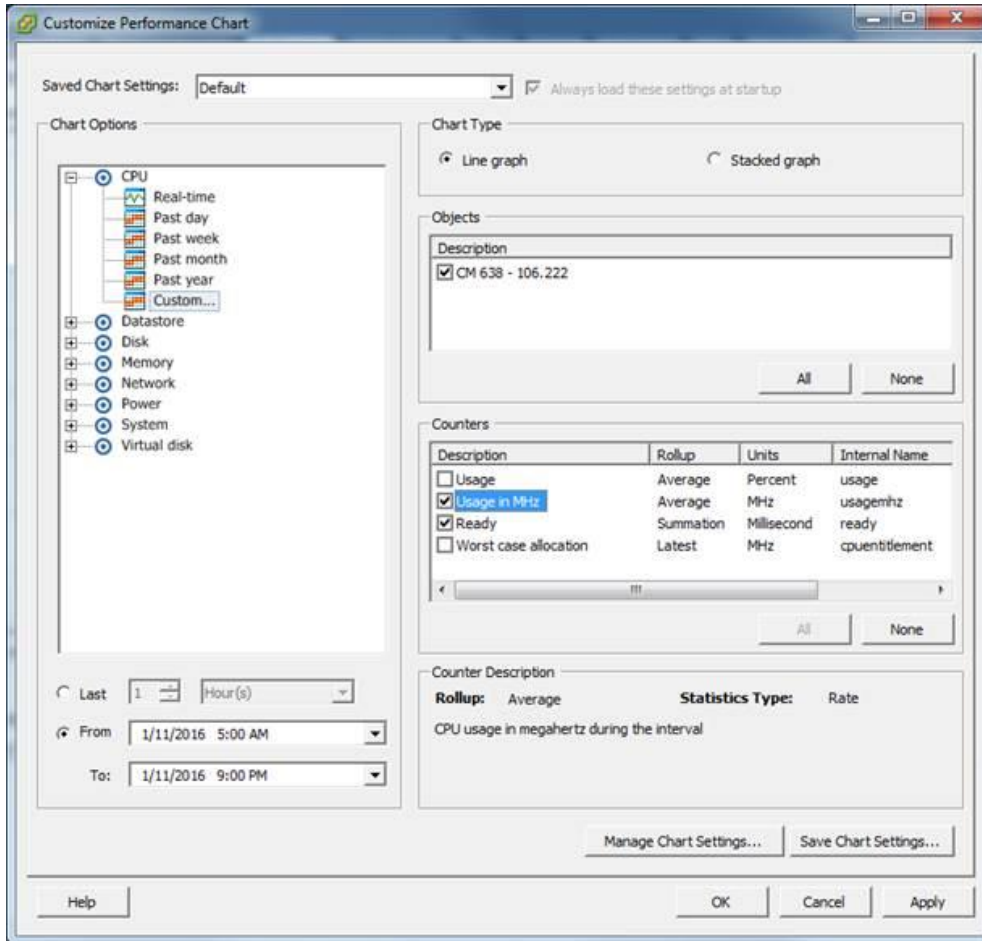 Customize Performance Chart
Saved Chart Settings: Default Always load these settings at startup
Chart Options
CPU
Real-time
Past day
Past week
Past month
Past year
Custom...
Datastore
Disk
Memory
Network
Power
System
Virtual disk
Last 1 Hour(s)
From 1/11/2016 5:00 AM
To: 1/11/2016 9:00 PM
Chart Type
Line graph Stacked graph
Objects
Description
CM 638 - 106.222
All None
Counters
Description Rollup Units Internal Name
Usage Average Percent usage
Usage in MHz Average MHz usagemhz
Ready Summation Millisecond ready
Worst case allocation Latest MHz cpuentitlement
All None
Counter Description
Rollup: Average Statistics Type: Rate
CPU usage in megahertz during the interval
Manage Chart Settings... Save Chart Settings...
Help OK Cancel Apply